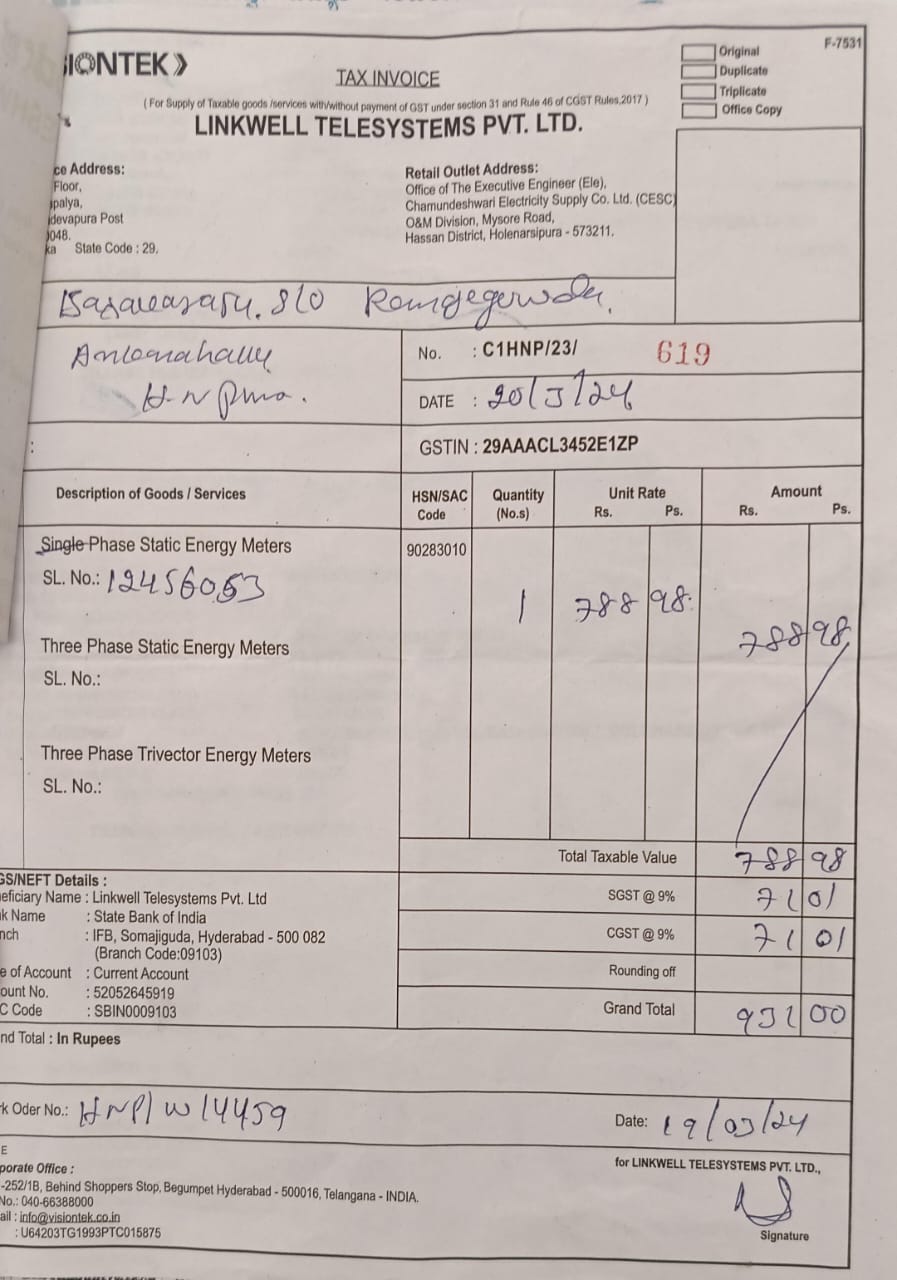 F-7531
SIONTEK
Original
Duplicate
Triplicate
Office Copy
TAX INVOICE
( For Supply of Taxable goods /services with/without payment of GST under section 31 and Rule 46 of CGST Rules,2017 )
LINKWELL TELESYSTEMS PVT. LTD.
ce Address:
Floor,
palya,
devapura Post
048.
ka State Code : 29.
Retail Outlet Address:
Office of The Executive Engineer (Ele),
Chamundeshwari Electricity Supply Co. Ltd. (CESC)
O&M Division, Mysore Road,
Hassan District, Holenarsipura - 573211.
S/O
No. : C1HNP/23/ 619
DATE : 20/3/24
:
GSTIN : 29AAACL3452E1ZP
Description of Goods / Services HSN/SAC Code Quantity (No.s) Unit Rate Rs. Ps. Amount Rs. Ps.
Single Phase Static Energy Meters 90283010
SL. No.: 12456053 1 788 98 788 98
Three Phase Static Energy Meters
SL. No.:
Three Phase Trivector Energy Meters
SL. No.:
Total Taxable Value 788 98
SGST @ 9% 71 01
CGST @ 9% 71 01
Rounding off
Grand Total 931 00
GS/NEFT Details :
eficiary Name : Linkwell Telesystems Pvt. Ltd
k Name : State Bank of India
nch : IFB, Somajiguda, Hyderabad - 500 082
(Branch Code:09103)
e of Account : Current Account
ount No. : 52052645919
C Code : SBIN0009103
nd Total : In Rupees
rk Oder No.: HNP/W/4459
Date: 19/03/24
E
porate Office :
-252/1B, Behind Shoppers Stop, Begumpet Hyderabad - 500016, Telangana - INDIA.
No.: 040-66388000
ail : info@visiontek.co.in
: U64203TG1993PTC015875
for LINKWELL TELESYSTEMS PVT. LTD.,
Signature